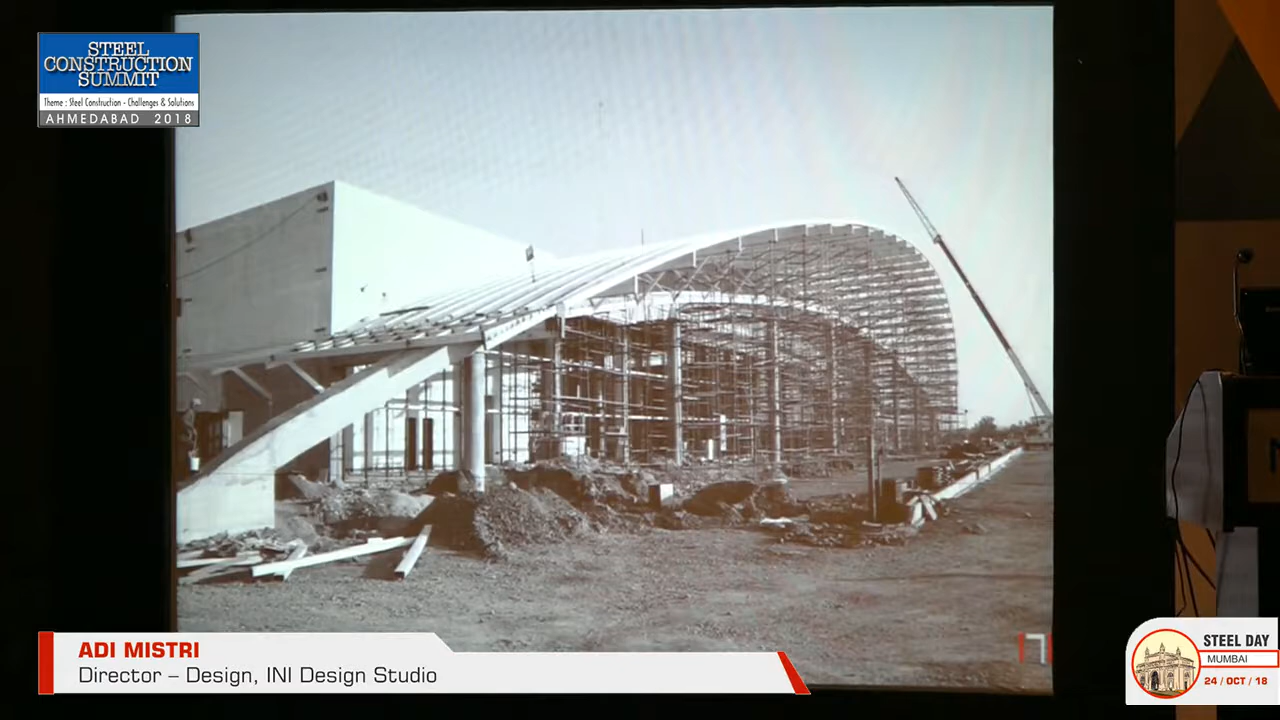 STEEL
CONSTRUCTION
SUMMIT
Theme : Steel Construction - Challenges & Solutions
AHMEDABAD 2018
ADI MISTRI
Director – Design, INI Design Studio
STEEL DAY
MUMBAI
24 / OCT / 18